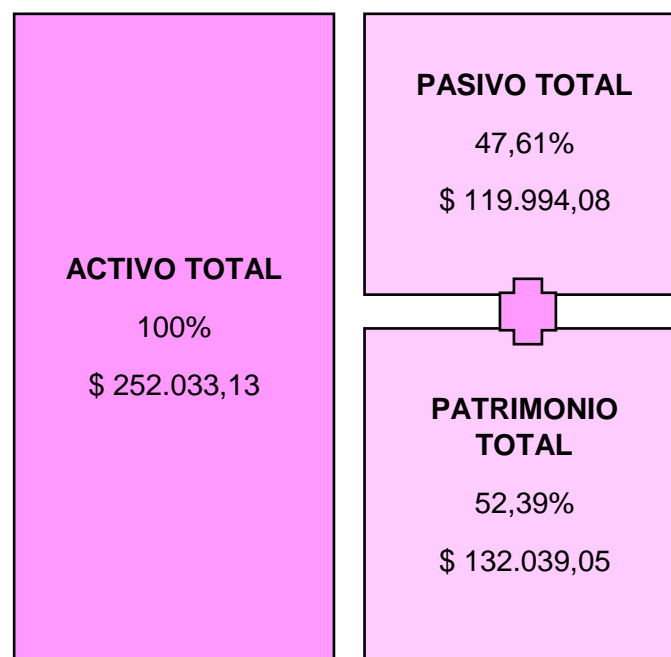 ACTIVO TOTAL
100%
$ 252.033,13
PASIVO TOTAL
47,61%
$ 119.994,08
PATRIMONIO
TOTAL
52,39%
$ 132.039,05